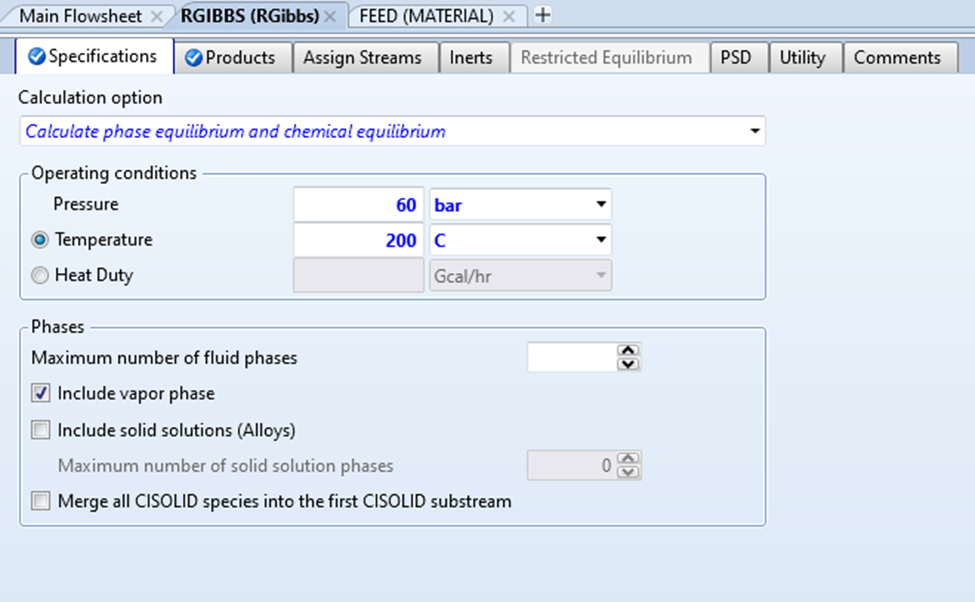 Main Flowsheet × RGIBBS (RGibbs) × FEED (MATERIAL) × +
Specifications Products Assign Streams Inerts Restricted Equilibrium PSD Utility Comments
Calculation option
Calculate phase equilibrium and chemical equilibrium
Operating conditions
Pressure 60 bar
Temperature 200 C
Heat Duty Gcal/hr
Phases
Maximum number of fluid phases
Include vapor phase
Include solid solutions (Alloys)
Maximum number of solid solution phases 0
Merge all CISOLID species into the first CISOLID substream